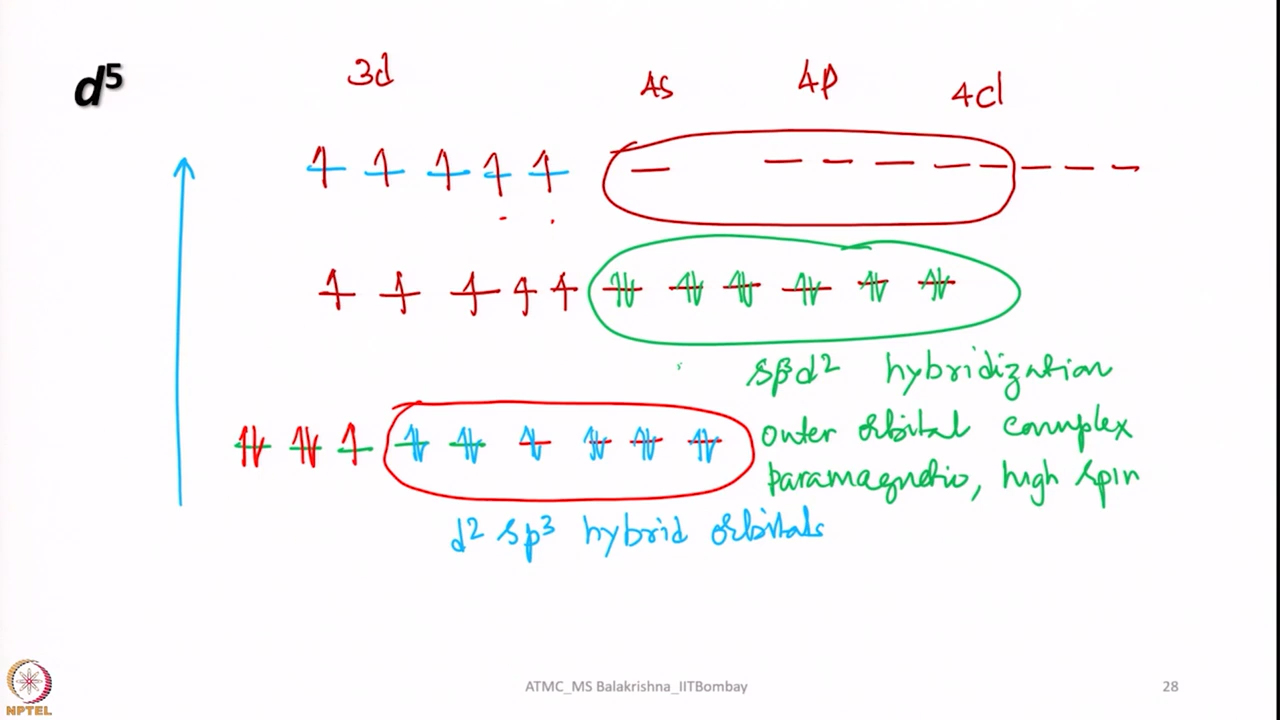 d⁵
3d 4s 4p 4d
sp³d² hybridization
outer orbital complex
paramagnetic, high spin
d² sp³ hybrid orbitals
NPTEL
ATMC_MS Balakrishna_IITBombay
28